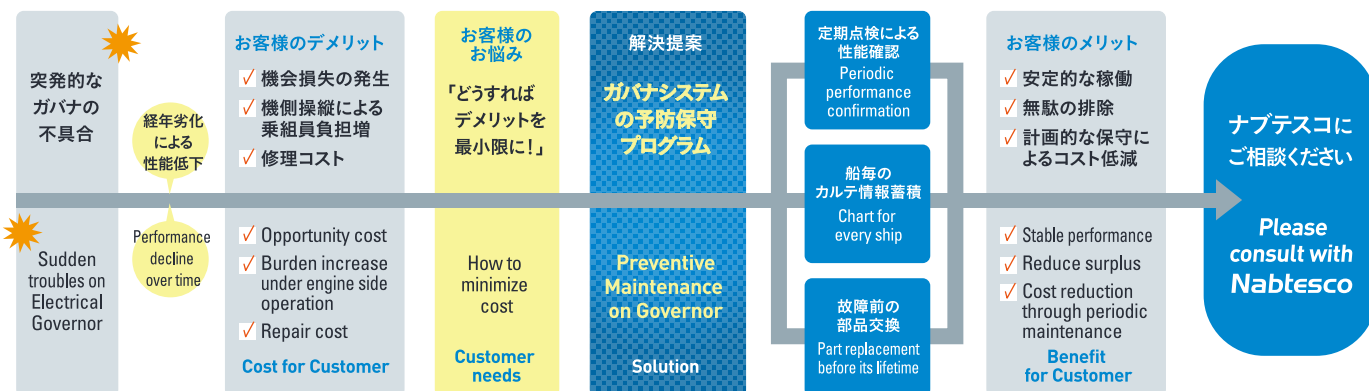 突発的な
ガバナの
不具合
Sudden
troubles on
Electrical
Governor
経年劣化
による
性能低下
Performance
decline
over time
お客様のデメリット
機会損失の発生
機側操縦による
乗組員負担増
修理コスト
Opportunity cost
Burden increase
under engine side
operation
Repair cost
Cost for Customer
お客様の
お悩み
「どうすれば
デメリットを
最小限に!」
How to
minimize
cost
Customer
needs
解決提案
ガバナシステム
の予防保守
プログラム
Preventive
Maintenance
on Governor
Solution
定期点検による
性能確認
Periodic
performance
confirmation
船毎の
カルテ情報蓄積
Chart for
every ship
故障前の
部品交換
Part replacement
before its lifetime
お客様のメリット
安定的な稼働
無駄の排除
計画的な保守に
よるコスト低減
Stable performance
Reduce surplus
Cost reduction
through periodic
maintenance
Benefit
for Customer
ナブテスコに
ご相談ください
Please
consult with
Nabtesco